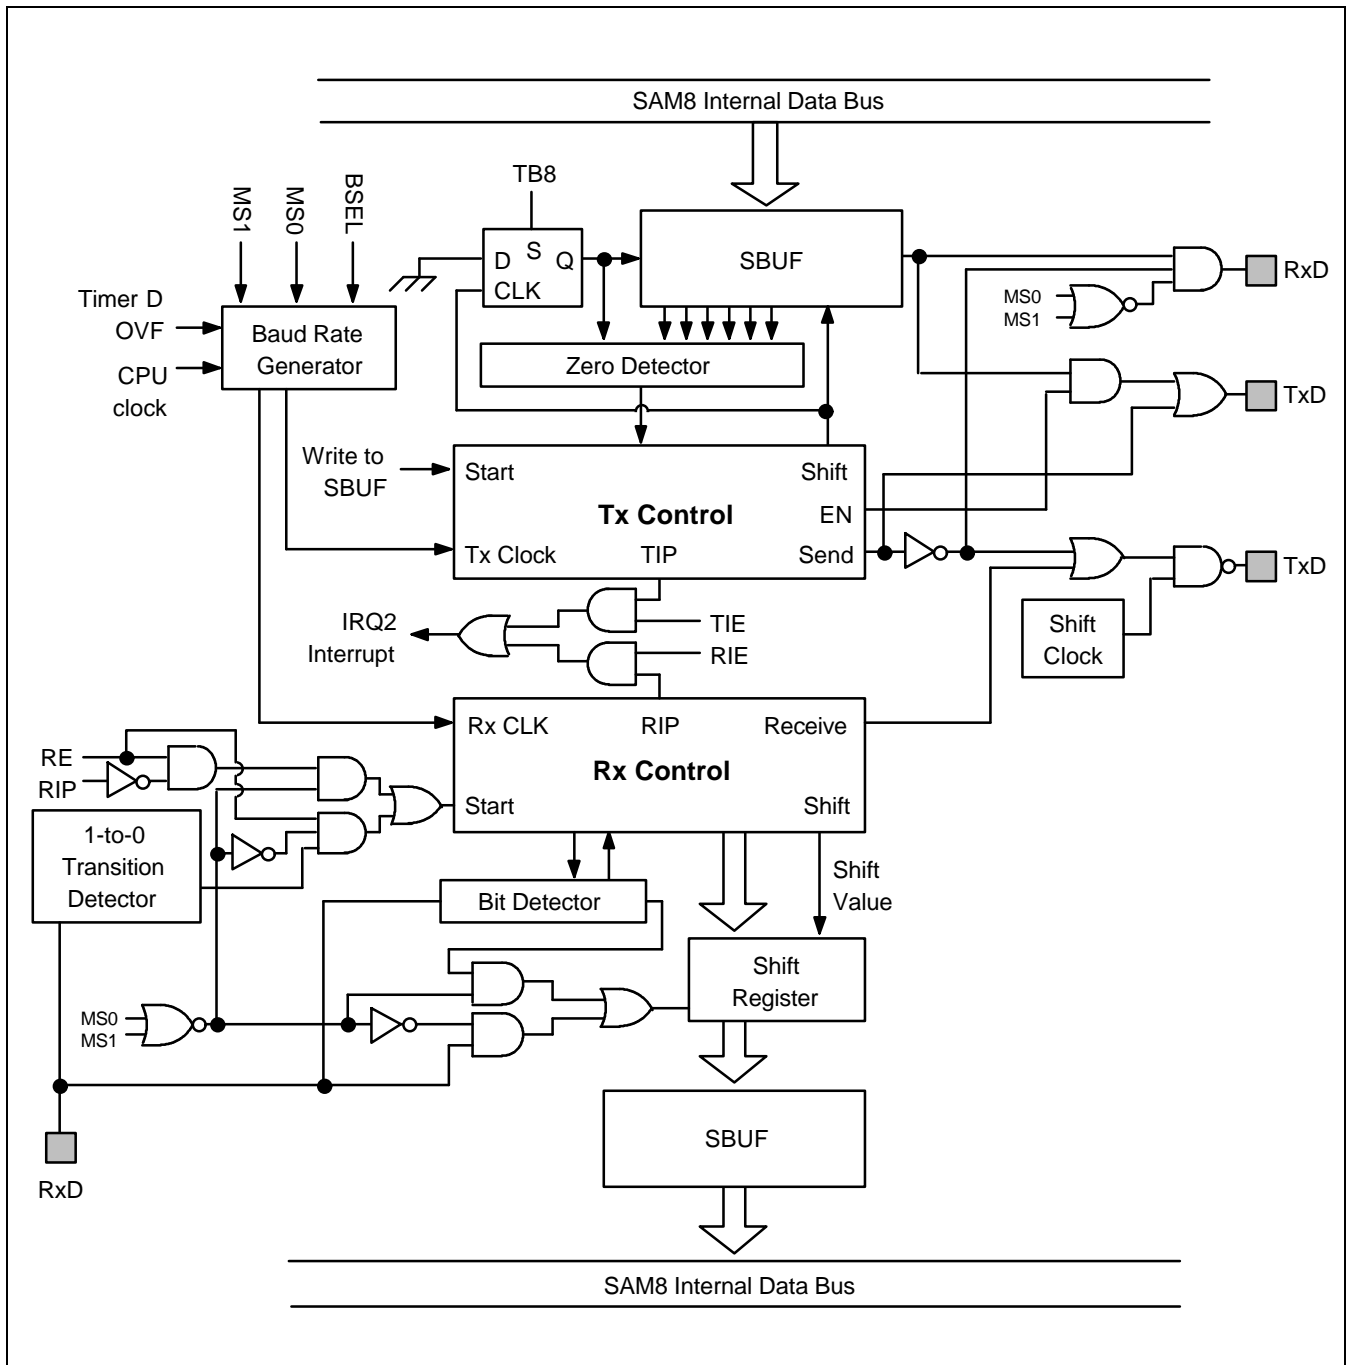 SAM8 Internal Data Bus
TB8
MS1
MS0
BSEL
D S Q
CLK
SBUF
RxD
MS0
MS1
Timer D
OVF
CPU
clock
Baud Rate
Generator
Zero Detector
TxD
Write to
SBUF
Start
Shift
Tx Control
EN
Tx Clock
TIP
Send
TxD
IRQ2
Interrupt
TIE
RIE
Shift
Clock
Rx CLK
RIP
Receive
RE
RIP
Rx Control
Start
Shift
1-to-0
Transition
Detector
Bit Detector
Shift
Value
Shift
Register
MS0
MS1
SBUF
RxD
SAM8 Internal Data Bus